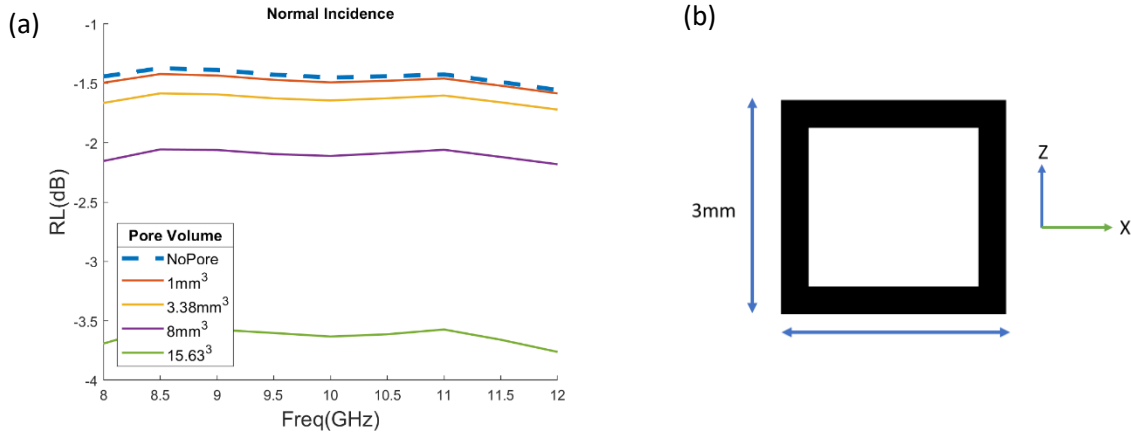 (a)
Normal Incidence
-1
-1.5
-2
-2.5
-3
-3.5
-4
RL(dB)
Pore Volume
NoPore
1mm³
3.38mm³
8mm³
15.63³
8
8.5
9
9.5
10
10.5
11
11.5
12
Freq(GHz)
(b)
3mm
Z
X